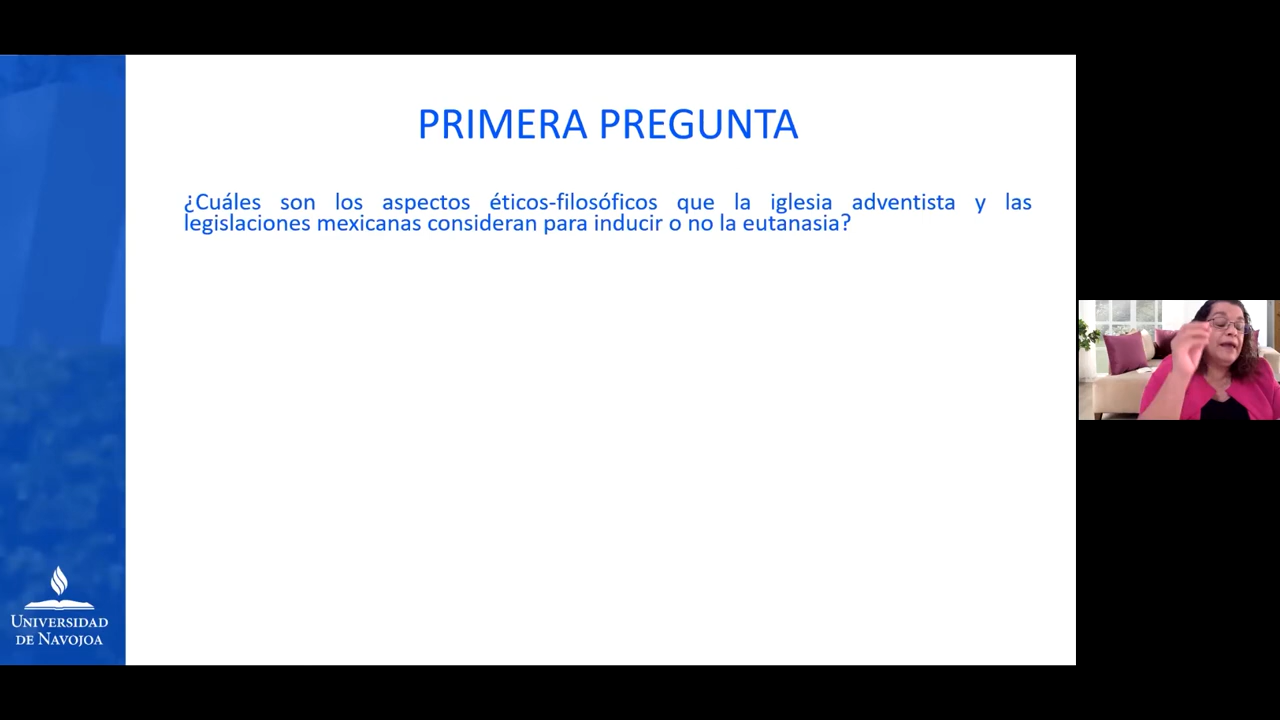 PRIMERA PREGUNTA
¿Cuáles son los aspectos éticos-filosóficos que la iglesia adventista y las
legislaciones mexicanas consideran para inducir o no la eutanasia?
UNIVERSIDAD
DE NAVOJOA